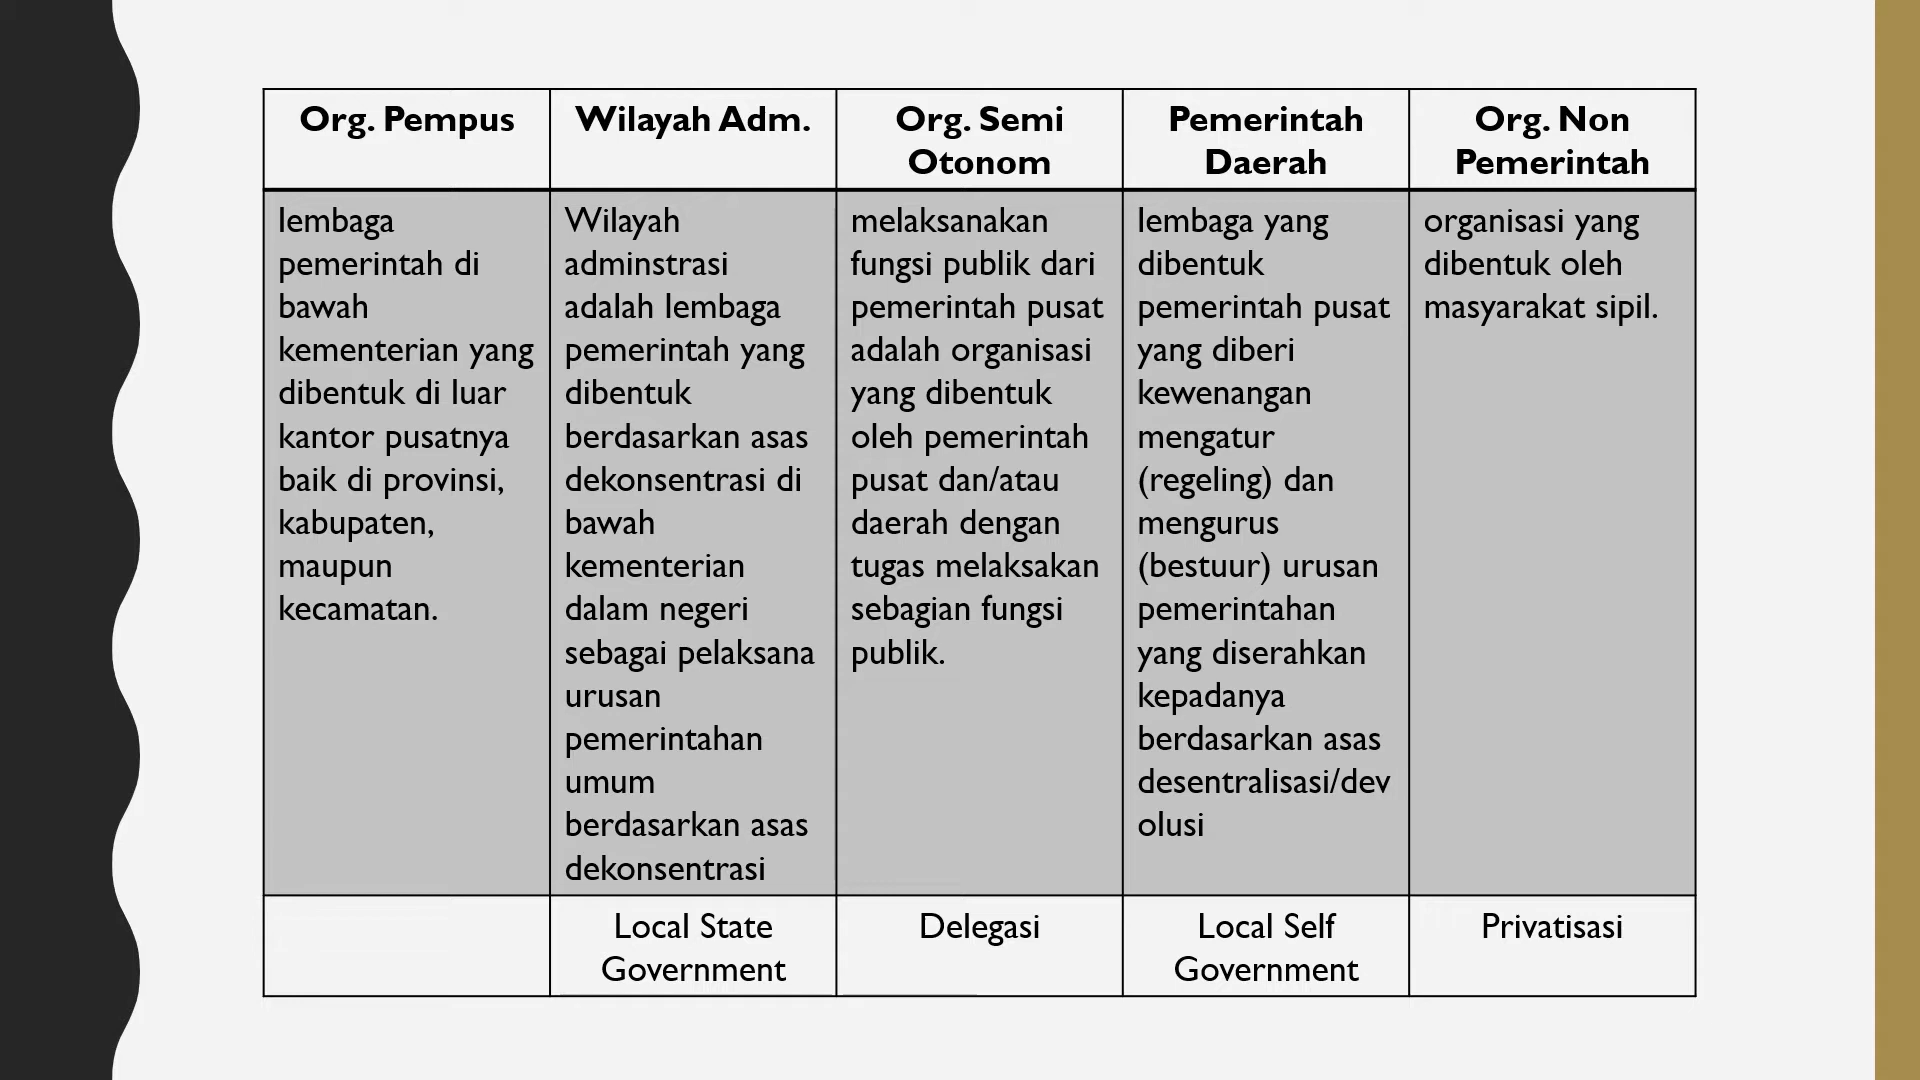 Org. Pempus
Wilayah Adm.
Org. Semi
Otonom
Pemerintah
Daerah
Org. Non
Pemerintah
lembaga
pemerintah di
bawah
kementerian yang
dibentuk di luar
kantor pusatnya
baik di provinsi,
kabupaten,
maupun
kecamatan.
Wilayah
adminstrasi
adalah lembaga
pemerintah yang
dibentuk
berdasarkan asas
dekonsentrasi di
bawah
kementerian
dalam negeri
sebagai pelaksana
urusan
pemerintahan
umum
berdasarkan asas
dekonsentrasi
melaksanakan
fungsi publik dari
pemerintah pusat
adalah organisasi
yang dibentuk
oleh pemerintah
pusat dan/atau
daerah dengan
tugas melaksakan
sebagian fungsi
publik.
lembaga yang
dibentuk
pemerintah pusat
yang diberi
kewenangan
mengatur
(regeling) dan
mengurus
(bestuur) urusan
pemerintahan
yang diserahkan
kepadanya
berdasarkan asas
desentralisasi/dev
olusi
organisasi yang
dibentuk oleh
masyarakat sipil.
Local State
Government
Delegasi
Local Self
Government
Privatisasi